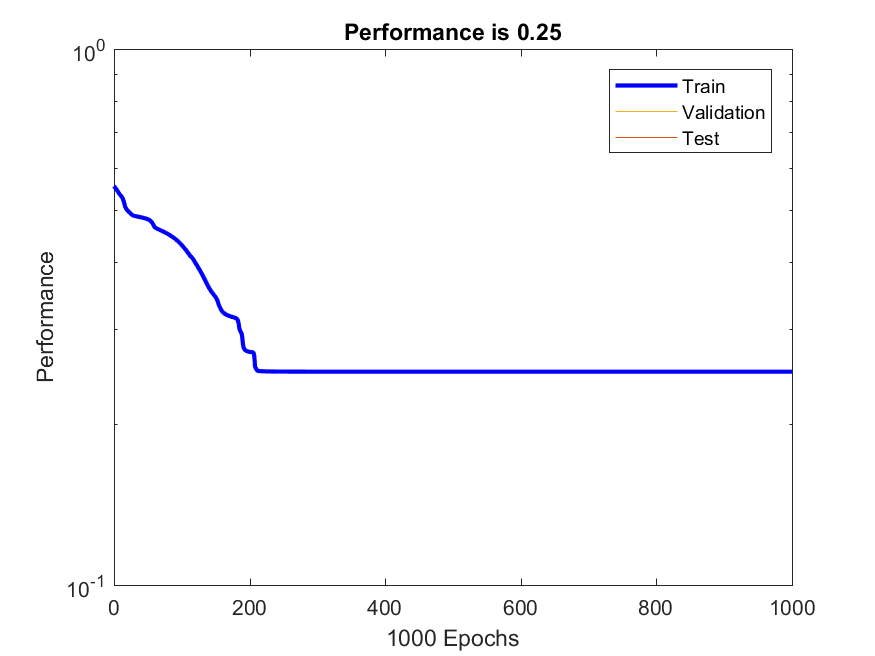 Performance is 0.25
10^0
Train
Validation
Test
Performance
10^-1
0 200 400 600 800 1000
1000 Epochs